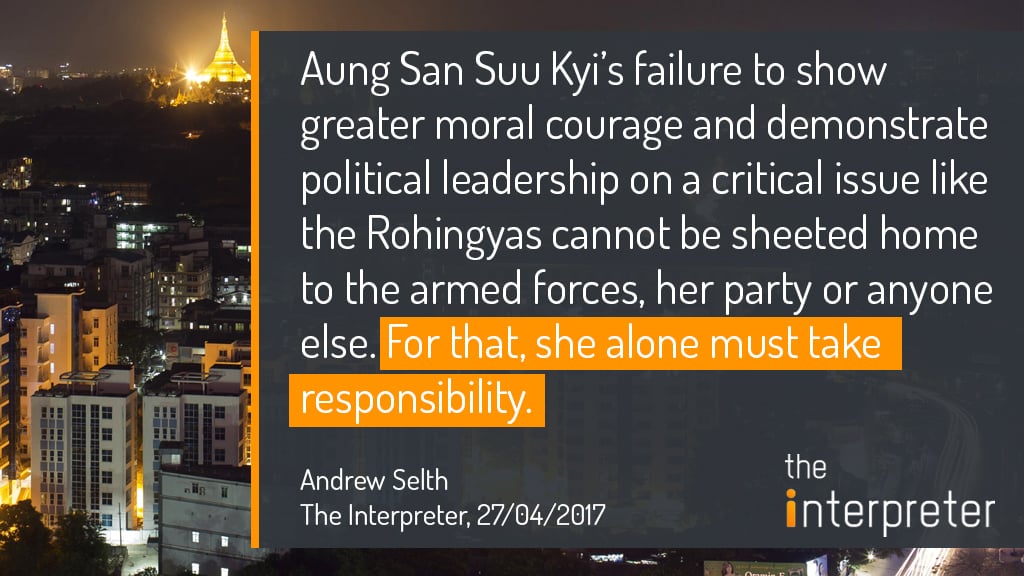 Aung San Suu Kyi's failure to show
greater moral courage and demonstrate
political leadership on a critical issue like
the Rohingyas cannot be sheeted home
to the armed forces, her party or anyone
else. For that, she alone must take
responsibility.
Andrew Selth
The Interpreter, 27/04/2017
the
interpreter